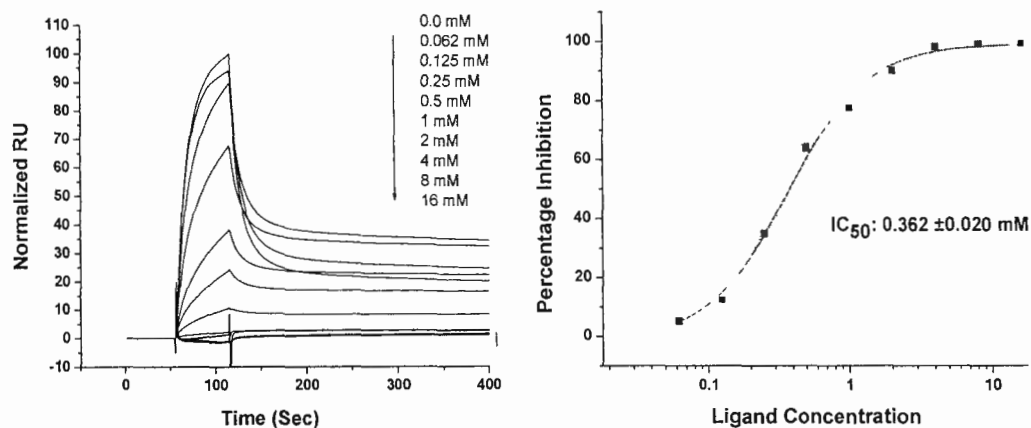 0.0 mM
0.062 mM
0.125 mM
0.25 mM
0.5 mM
1 mM
2 mM
4 mM
8 mM
16 mM
Normalized RU
110
100
90
80
70
60
50
40
30
20
10
0
-10
0
100
200
300
400
Time (Sec)
Percentage Inhibition
100
80
60
40
20
0
IC50: 0.362 ±0.020 mM
0.1
1
10
Ligand Concentration